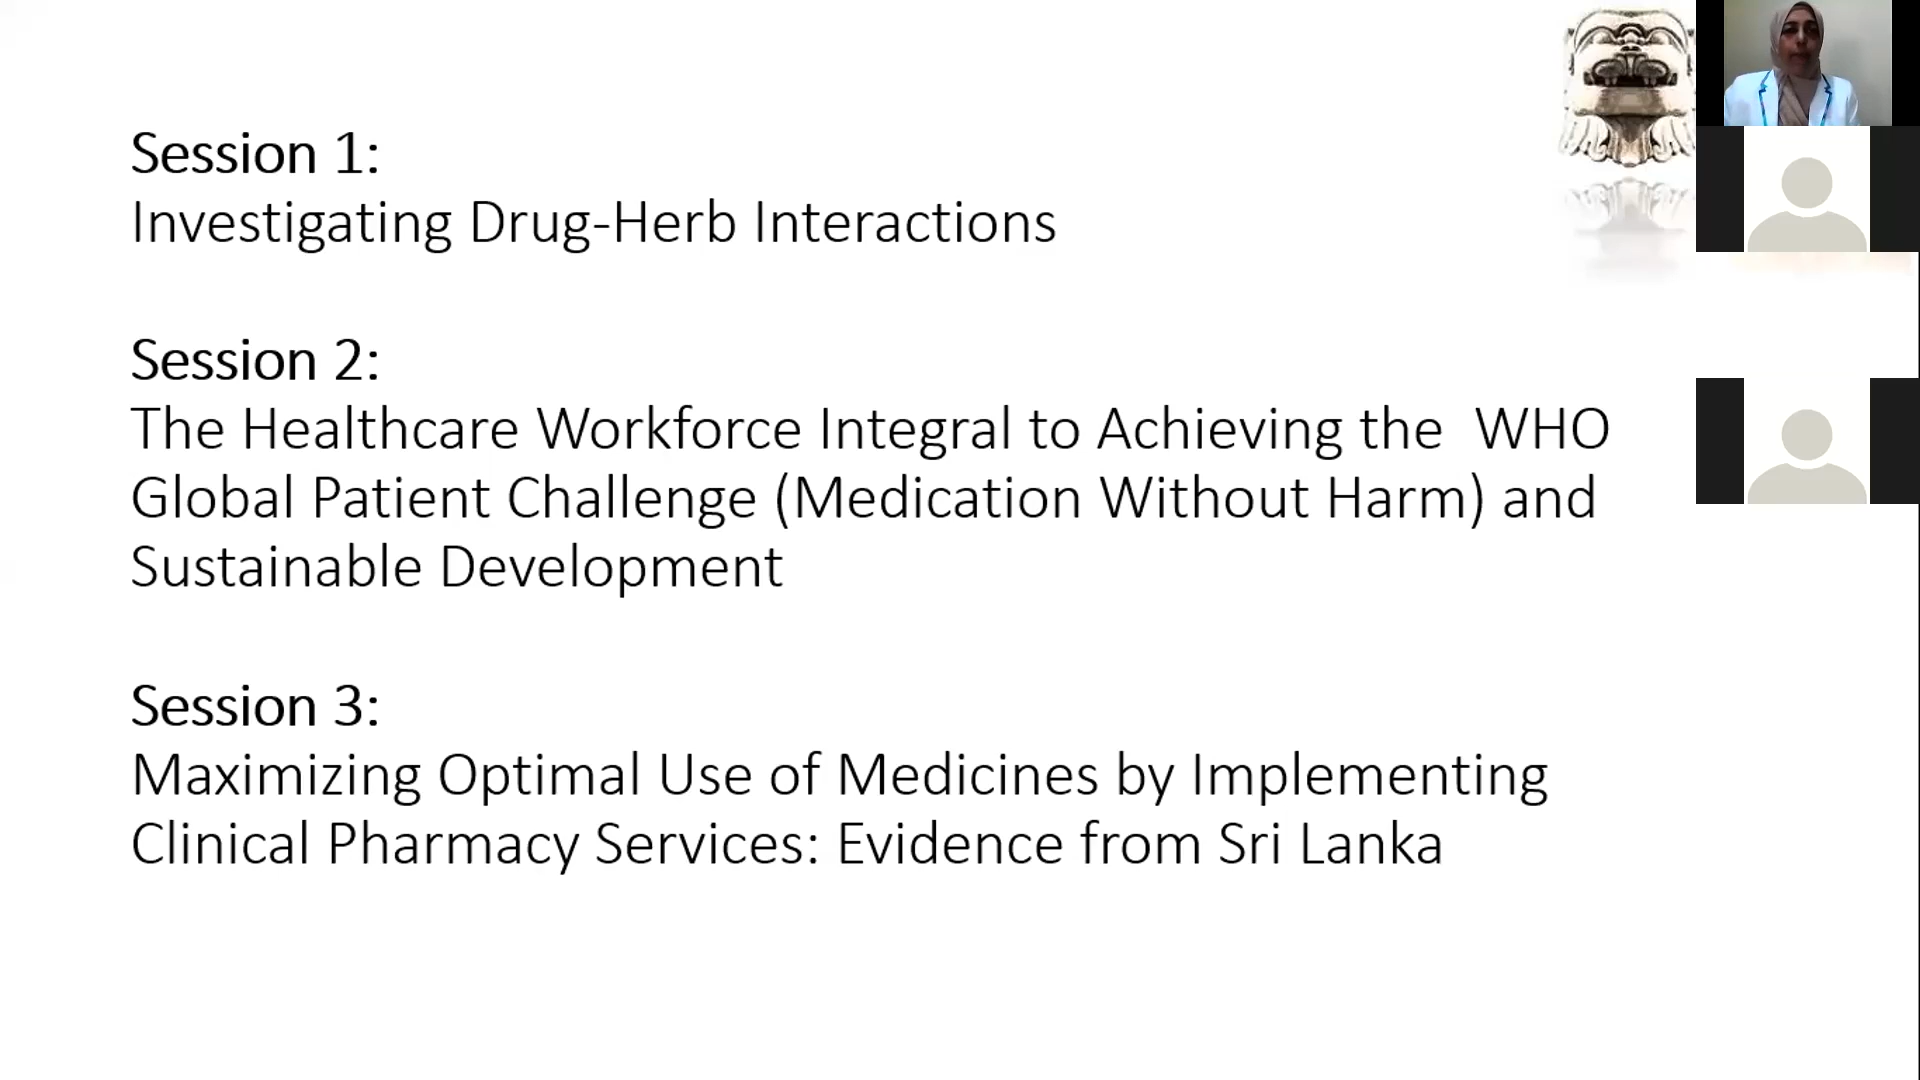 Session 1:
Investigating Drug-Herb Interactions
Session 2:
The Healthcare Workforce Integral to Achieving the  WHO
Global Patient Challenge (Medication Without Harm) and
Sustainable Development
Session 3:
Maximizing Optimal Use of Medicines by Implementing
Clinical Pharmacy Services: Evidence from Sri Lanka